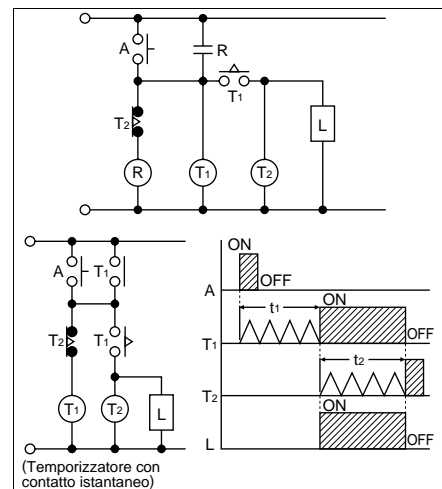 A
R
T1
T2
L
R
T1
T2
A
T1
T2
T1
T1
T2
L
(Temporizzatore con
contatto istantaneo)
ON
OFF
A
t1
ON
OFF
T1
t2
T2
ON
L
OFF